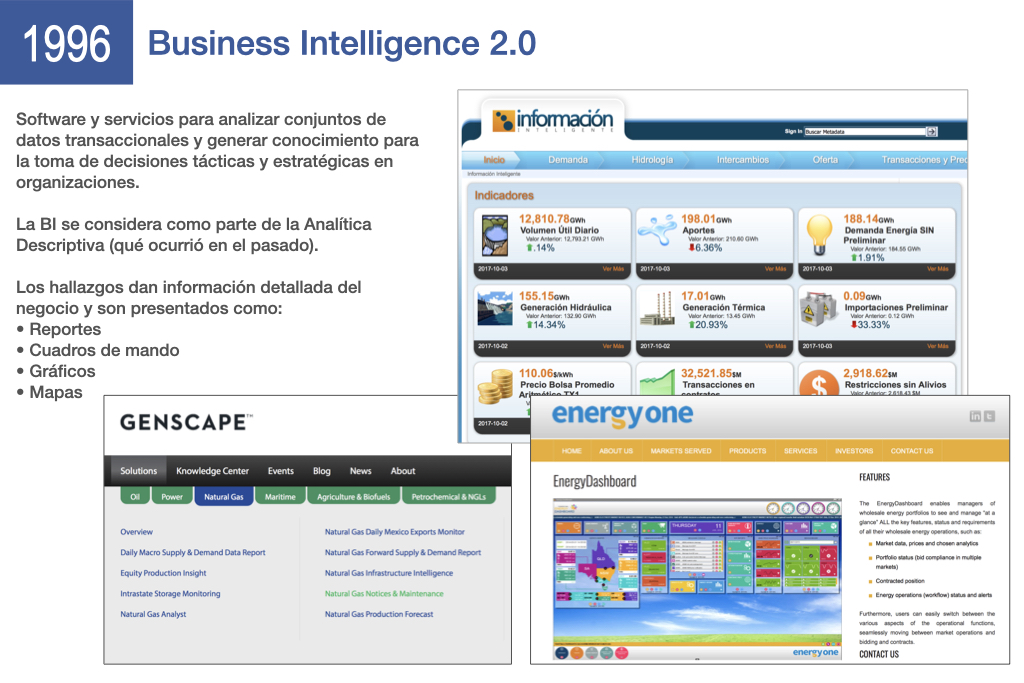 1996
Business Intelligence 2.0
Software y servicios para analizar conjuntos de
datos transaccionales y generar conocimiento para
la toma de decisiones tácticas y estratégicas en
organizaciones.
La BI se considera como parte de la Analítica
Descriptiva (qué ocurrió en el pasado).
Los hallazgos dan información detallada del
negocio y son presentados como:
• Reportes
• Cuadros de mando
• Gráficos
• Mapas
información
INTELIGENTE
Sign In Buscar Metadata
Inicio Demanda Hidrología Intercambios Oferta Transacciones y Prec
Información Inteligente
Indicadores
12,810.78GWh
Volumen Útil Diario
Valor Anterior: 12,793.21 GWh
.14%
2017-10-03 Ver Más
198.01GWh
Aportes
Valor Anterior: 210.60 GWh
6.36%
2017-10-03 Ver Más
188.14GWh
Demanda Energía SIN
Preliminar
Valor Anterior: 184.55 GWh
1.91%
2017-10-03 Ver Más
155.15GWh
Generación Hidráulica
Valor Anterior: 132.90 GWh
14.34%
2017-10-02 Ver Más
17.01GWh
Generación Térmica
Valor Anterior: 13.45 GWh
20.93%
2017-10-02 Ver Más
0.09GWh
Importaciones Preliminar
Valor Anterior: 0.12 GWh
33.33%
2017-10-03 Ver Más
110.06$/kWh
Precio Bolsa Promedio
Aritmético TX1
2017-10-02
32,521.85$M
Transacciones en
contratos
2,918.62$M
Restricciones sin Alivios
Valor Anterior: 2,618.43 $M
GENSCAPE™
Solutions Knowledge Center Events Blog News About
Oil Power Natural Gas Maritime Agriculture & Biofuels Petrochemical & NGLs
Overview
Daily Macro Supply & Demand Data Report
Equity Production Insight
Intrastate Storage Monitoring
Natural Gas Analyst
Natural Gas Daily Mexico Exports Monitor
Natural Gas Forward Supply & Demand Report
Natural Gas Infrastructure Intelligence
Natural Gas Notices & Maintenance
Natural Gas Production Forecast
energyone
in t
HOME ABOUT US MARKETS SERVED PRODUCTS SERVICES INVESTORS CONTACT US
EnergyDashboard
THURSDAY 11
energyone
FEATURES
The EnergyDashboard enables managers of
wholesale energy portfolios to see and manage "at a
glance" ALL the key features, status and requirements
of all their wholesale energy operations, such as:
Market data, prices and chosen analytics
Portfolio status (bid compliance in multiple
markets)
Contracted position
Energy operations (workflow) status and alerts
Furthermore, users can easily switch between the
various aspects of the operational functions,
seamlessly moving between market operations and
bidding and contracts.
CONTACT US